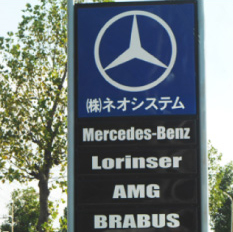 (株)ネオシステム
Mercedes-Benz
Lorinser
AMG
BRABUS